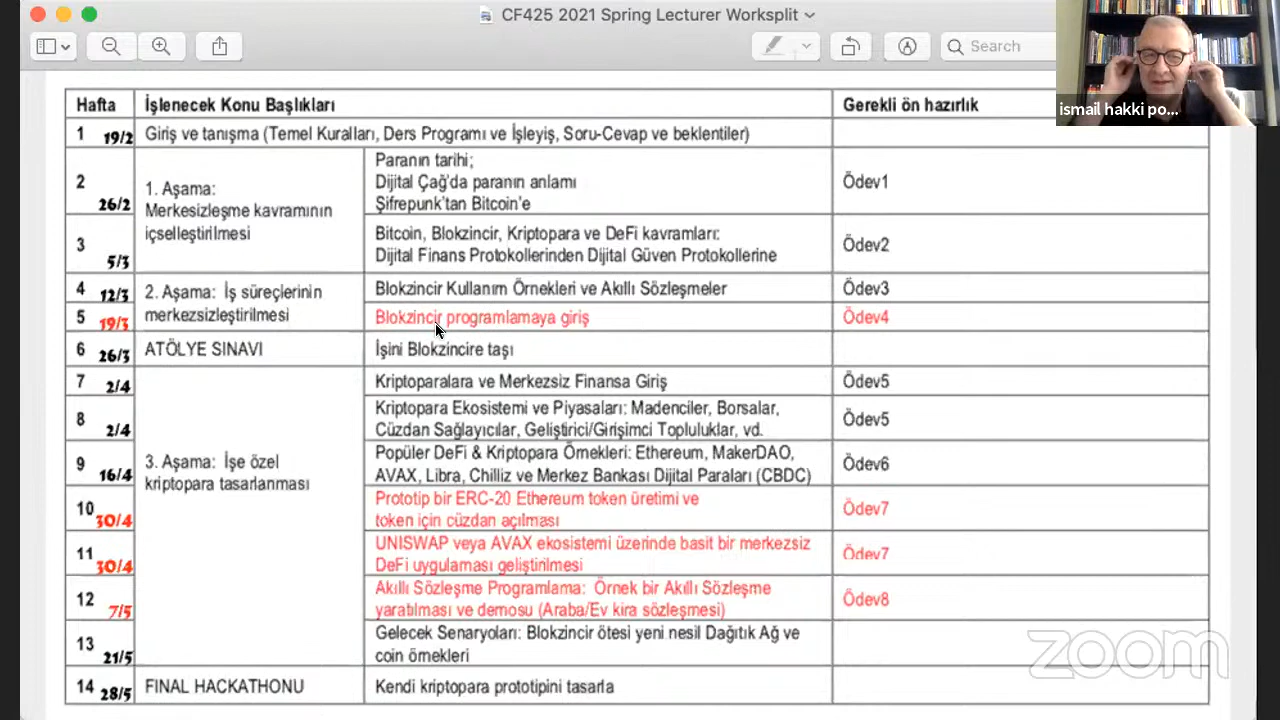 CF425 2021 Spring Lecturer Worksplit
Search
ismail hakki po...
Hafta İşlenecek Konu Başlıkları Gerekli ön hazırlık
1 19/2 Giriş ve tanışma (Temel Kuralları, Ders Programı ve İşleyiş, Soru-Cevap ve beklentiler)
2 26/2
1. Aşama:
Merkesizleşme kavramının
içselleştirilmesi
Paranın tarihi;
Dijital Çağ'da paranın anlamı
Şifrepunk'tan Bitcoin'e
Ödev1
3 5/3
Bitcoin, Blokzincir, Kriptopara ve DeFi kavramları:
Dijital Finans Protokollerinden Dijital Güven Protokollerine
Ödev2
4 12/3
2. Aşama: İş süreçlerinin
merkezsizleştirilmesi
Blokzincir Kullanım Örnekleri ve Akıllı Sözleşmeler
Ödev3
5 19/3
Blokzincir programlamaya giriş
Ödev4
6 26/3 ATÖLYE SINAVI İşini Blokzincire taşı
7 2/4
3. Aşama: İşe özel
kriptopara tasarlanması
Kriptoparalara ve Merkezsiz Finansa Giriş
Ödev5
8 2/4
Kriptopara Ekosistemi ve Piyasaları: Madenciler, Borsalar,
Cüzdan Sağlayıcılar, Geliştirici/Girişimci Topluluklar, vd.
Ödev5
9 16/4
Popüler DeFi & Kriptopara Örnekleri: Ethereum, MakerDAO,
AVAX, Libra, Chilliz ve Merkez Bankası Dijital Paraları (CBDC)
Ödev6
10 30/4
Prototip bir ERC-20 Ethereum token üretimi ve
token için cüzdan açılması
Ödev7
11 30/4
UNISWAP veya AVAX ekosistemi üzerinde basit bir merkezsiz
DeFi uygulaması geliştirilmesi
Ödev7
12 7/5
Akıllı Sözleşme Programlama: Örnek bir Akıllı Sözleşme
yaratılması ve demosu (Araba/Ev kira sözleşmesi)
Ödev8
13 21/5
Gelecek Senaryoları: Blokzincir ötesi yeni nesil Dağıtık Ağ ve
coin örnekleri
14 28/5 FINAL HACKATHONU Kendi kriptopara prototipini tasarla
zoom